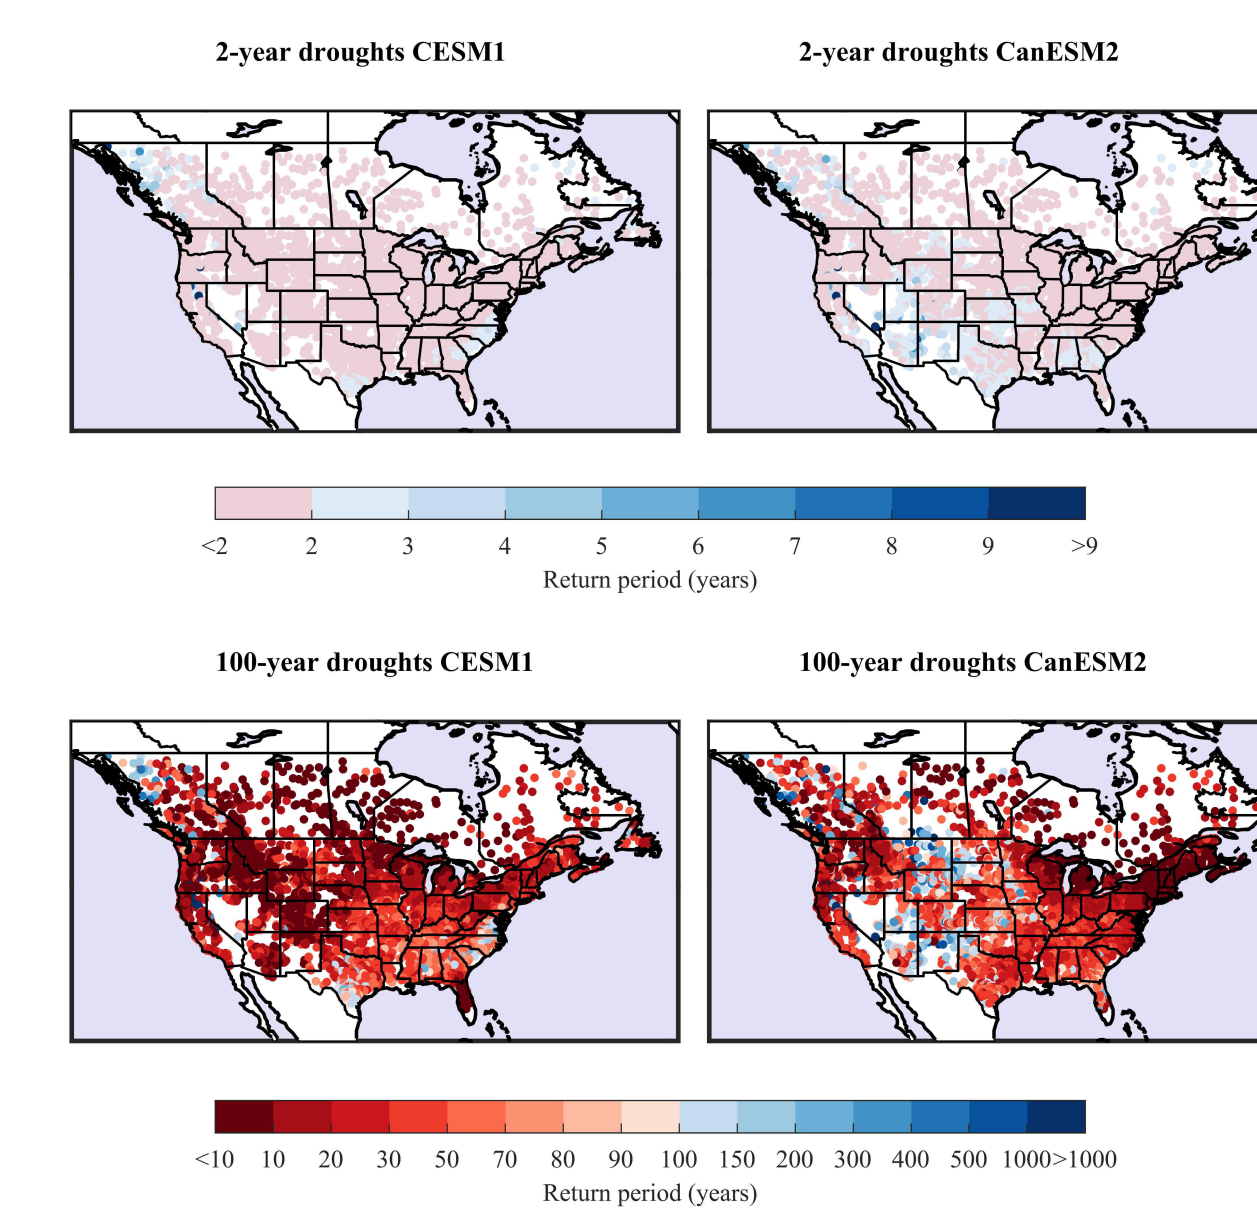 2-year droughts CESM1 2-year droughts CanESM2
<2 2 3 4 5 6 7 8 9 >9
Return period (years)
100-year droughts CESM1 100-year droughts CanESM2
<10 10 20 30 50 70 80 90 100 150 200 300 400 500 1000 >1000
Return period (years)